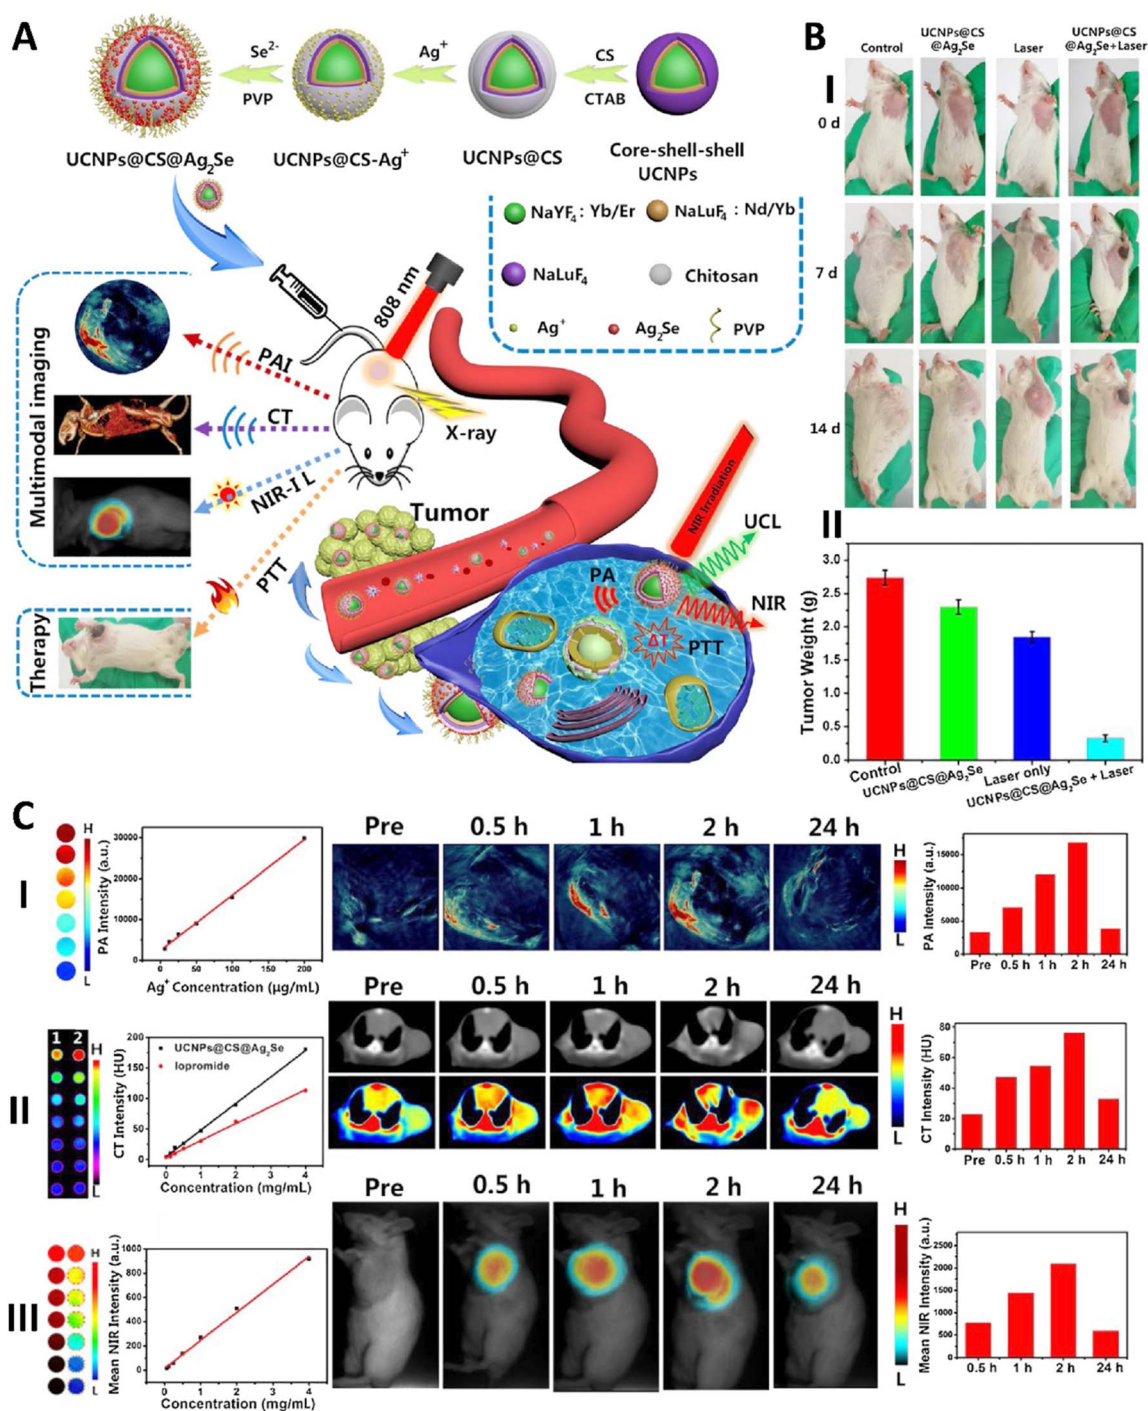 A
Se²⁻
PVP
Ag⁺
CS
CTAB
UCNPs@CS@Ag₂Se
UCNPs@CS-Ag⁺
UCNPs@CS
Core-shell-shell
UCNPs
NaYF₄: Yb/Er
NaLuF₄: Nd/Yb
NaLuF₄
Chitosan
Ag⁺
Ag₂Se
PVP
808 nm
Multimodal imaging
PAI
CT
NIR-I L
PTT
Therapy
X-ray
Tumor
NIR Irradiation
UCL
NIR
PA
ΔT
PTT
B
I
Control
UCNPs@CS
@Ag₂Se
Laser
UCNPs@CS
@Ag₂Se+Laser
0 d
7 d
14 d
II
Tumor Weight (g)
3.0
2.5
2.0
1.5
1.0
0.5
0.0
Control
UCNPs@CS@Ag₂Se
Laser only
UCNPs@CS@Ag₂Se + Laser
C
I
H
L
PA Intensity (a.u.)
30000
20000
10000
0 50 100 150 200
Ag⁺ Concentration (μg/mL)
Pre 0.5 h 1 h 2 h 24 h
H
L
PA Intensity (a.u.)
15000
10000
5000
0
Pre 0.5 h 1 h 2 h 24 h
II
1 2
H
L
CT Intensity (HU)
200
150
100
50
0
UCNPs@CS@Ag₂Se
Iopromide
0 1 2 3 4
Concentration (mg/mL)
Pre 0.5 h 1 h 2 h 24 h
H
L
CT Intensity (HU)
80
60
40
20
0
Pre 0.5 h 1 h 2 h 24 h
III
H
L
Mean NIR Intensity (a.u.)
1000
800
600
400
200
0
0 1 2 3 4
Concentration (mg/mL)
Pre 0.5 h 1 h 2 h 24 h
H
L
Mean NIR Intensity (a.u.)
2500
2000
1500
1000
500
0
0.5 h 1 h 2 h 24 h